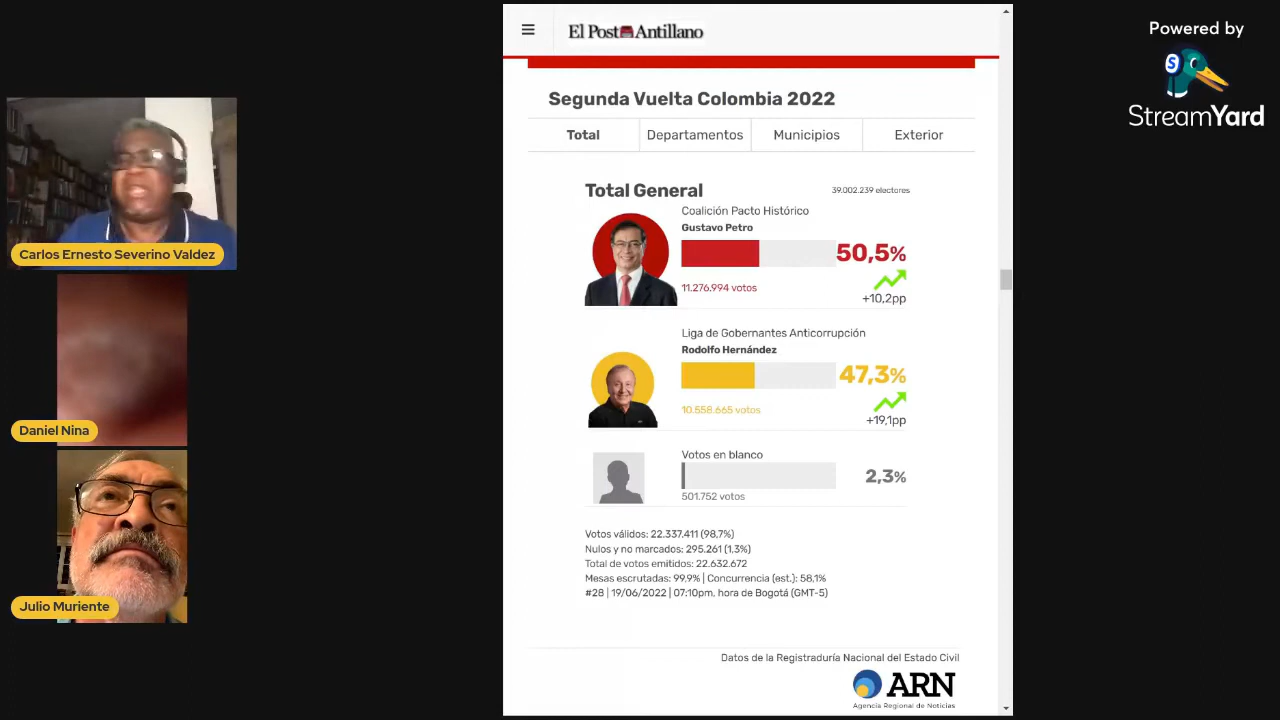 Carlos Ernesto Severino Valdez
Daniel Nina
Julio Muriente
El Post Antillano
Segunda Vuelta Colombia 2022
Total Departamentos Municipios Exterior
Total General 39.002.239 electores
Coalición Pacto Histórico
Gustavo Petro
50,5%
11.276.994 votos
+10,2pp
Liga de Gobernantes Anticorrupción
Rodolfo Hernández
47,3%
10.558.665 votos
+19,1pp
Votos en blanco
2,3%
501.752 votos
Votos válidos: 22.337.411 (98,7%)
Nulos y no marcados: 295.261 (1,3%)
Total de votos emitidos: 22.632.672
Mesas escrutadas: 99,9% | Concurrencia (est.): 58,1%
#28 | 19/06/2022 | 07:10pm, hora de Bogotá (GMT-5)
Datos de la Registraduría Nacional del Estado Civil
ARN
Agencia Regional de Noticias
Powered by
S
StreamYard